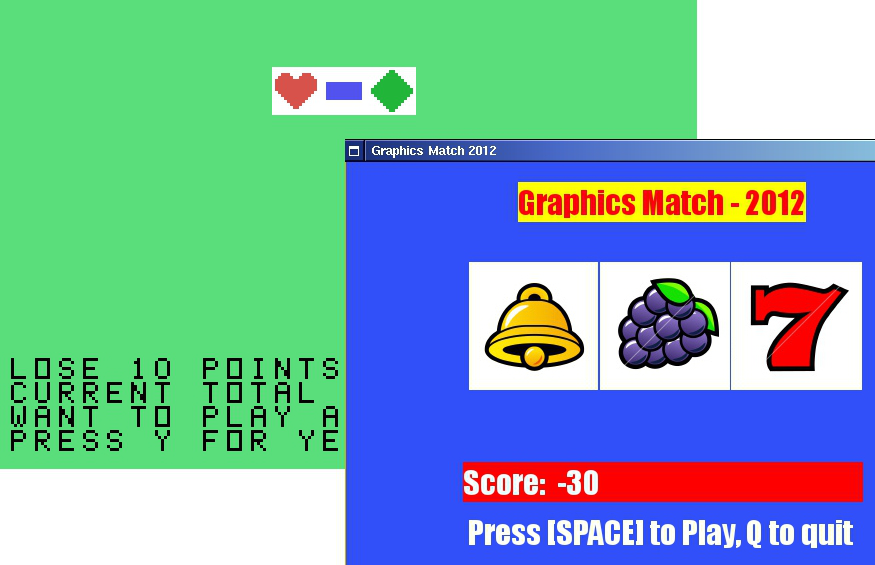 LOSE 10 POINTS
CURRENT TOTAL
WANT TO PLAY A
PRESS Y FOR YE
Graphics Match 2012
Graphics Match - 2012
7
Score: -30
Press [SPACE] to Play, Q to quit